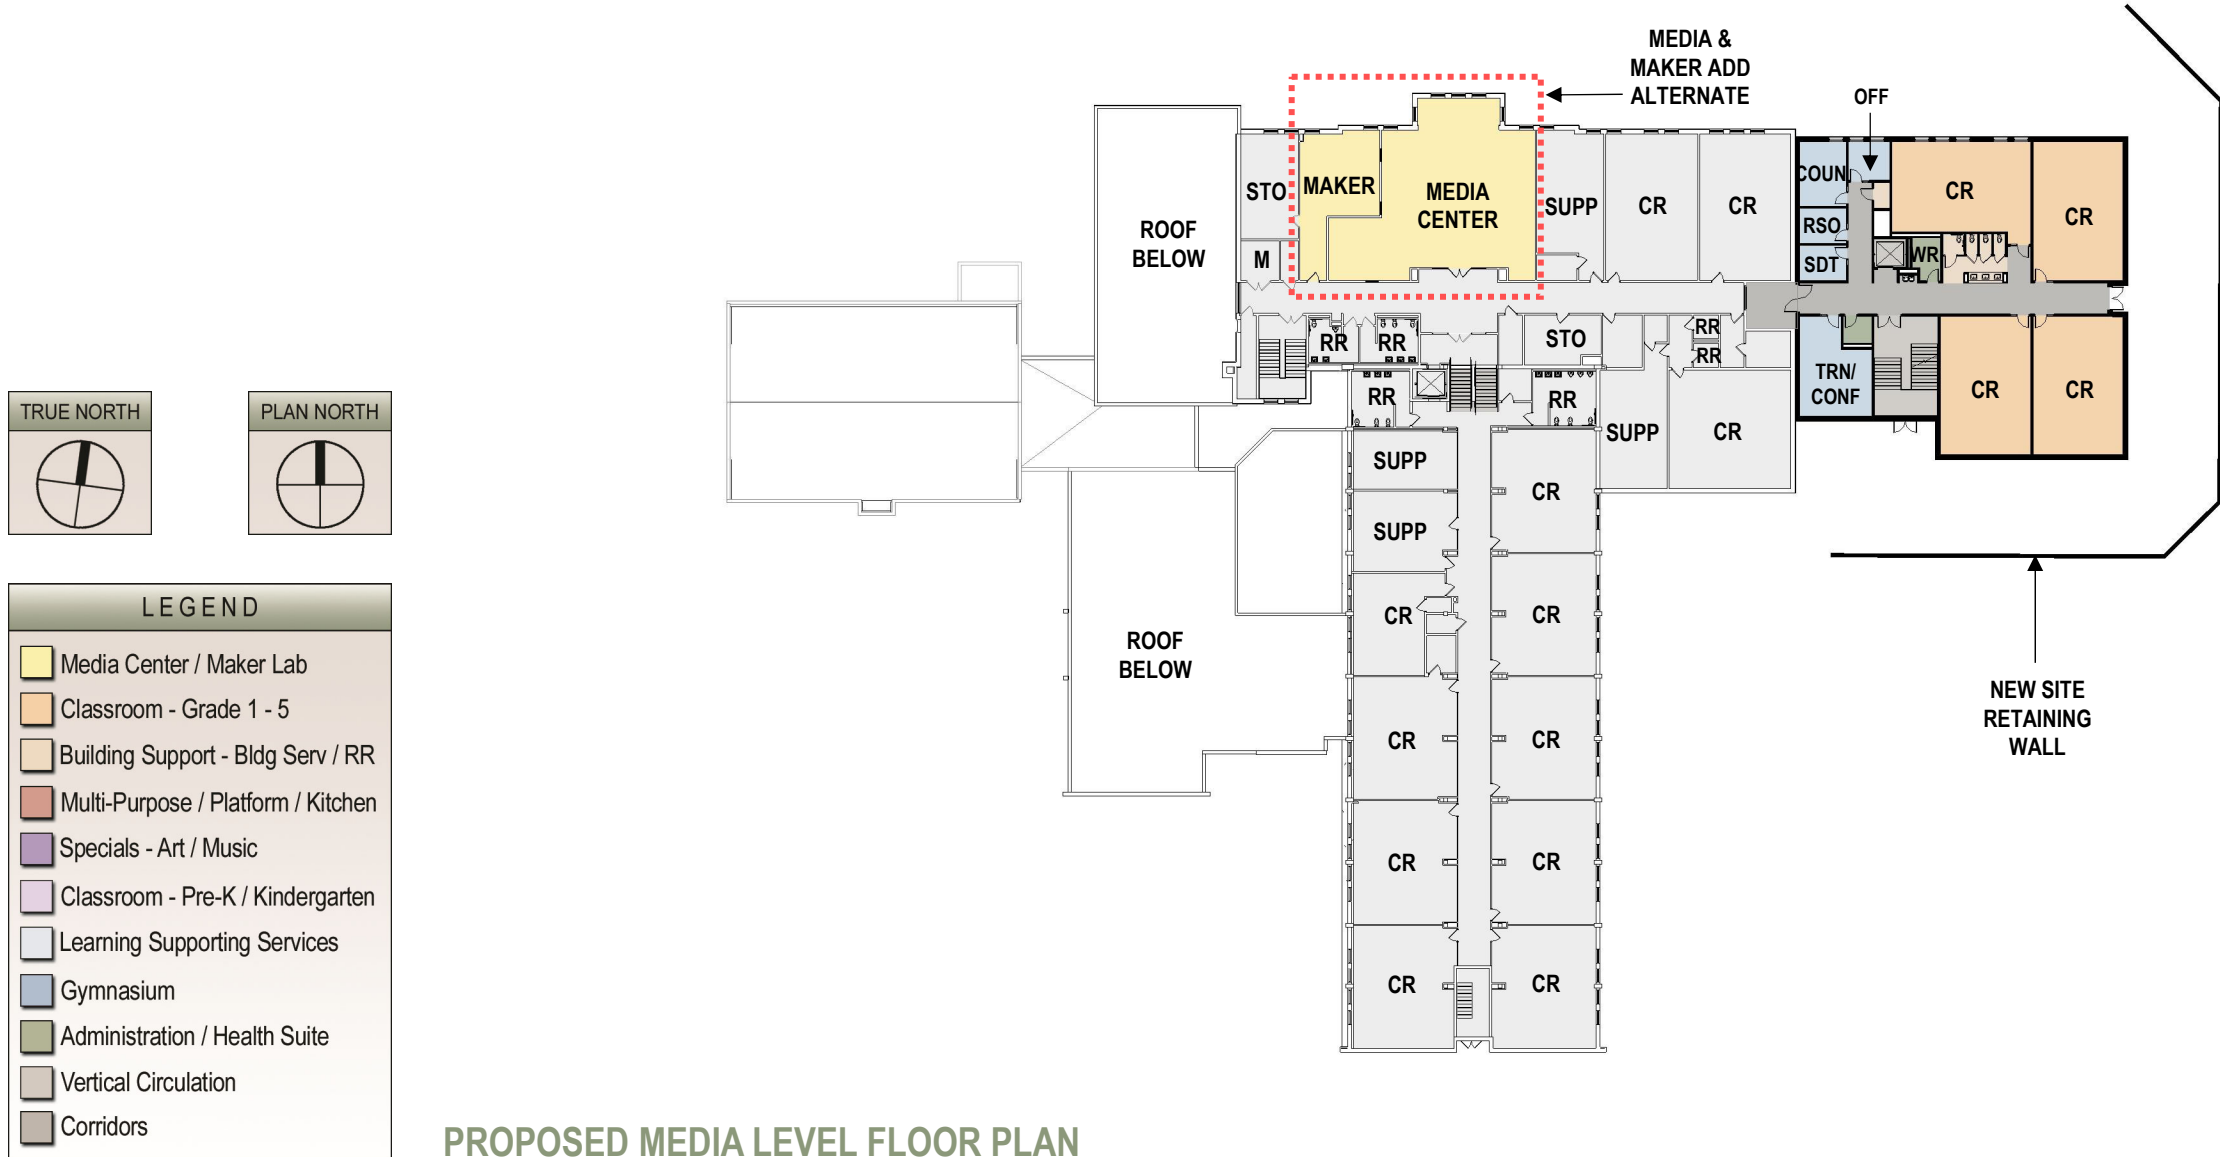 MEDIA &
MAKER ADD
ALTERNATE
OFF
COUN
RSO
SDT
WR
CR
CR
STO
MAKER
MEDIA
CENTER
SUPP
CR
CR
M
ROOF
BELOW
RR
RR
STO
RR
RR
TRN/
CONF
CR
CR
RR
RR
SUPP
CR
SUPP
CR
SUPP
CR
CR
CR
CR
CR
CR
CR
CR
ROOF
BELOW
NEW SITE
RETAINING
WALL
TRUE NORTH
PLAN NORTH
LEGEND
Media Center / Maker Lab
Classroom - Grade 1 - 5
Building Support - Bldg Serv / RR
Multi-Purpose / Platform / Kitchen
Specials - Art / Music
Classroom - Pre-K / Kindergarten
Learning Supporting Services
Gymnasium
Administration / Health Suite
Vertical Circulation
Corridors
PROPOSED MEDIA LEVEL FLOOR PLAN